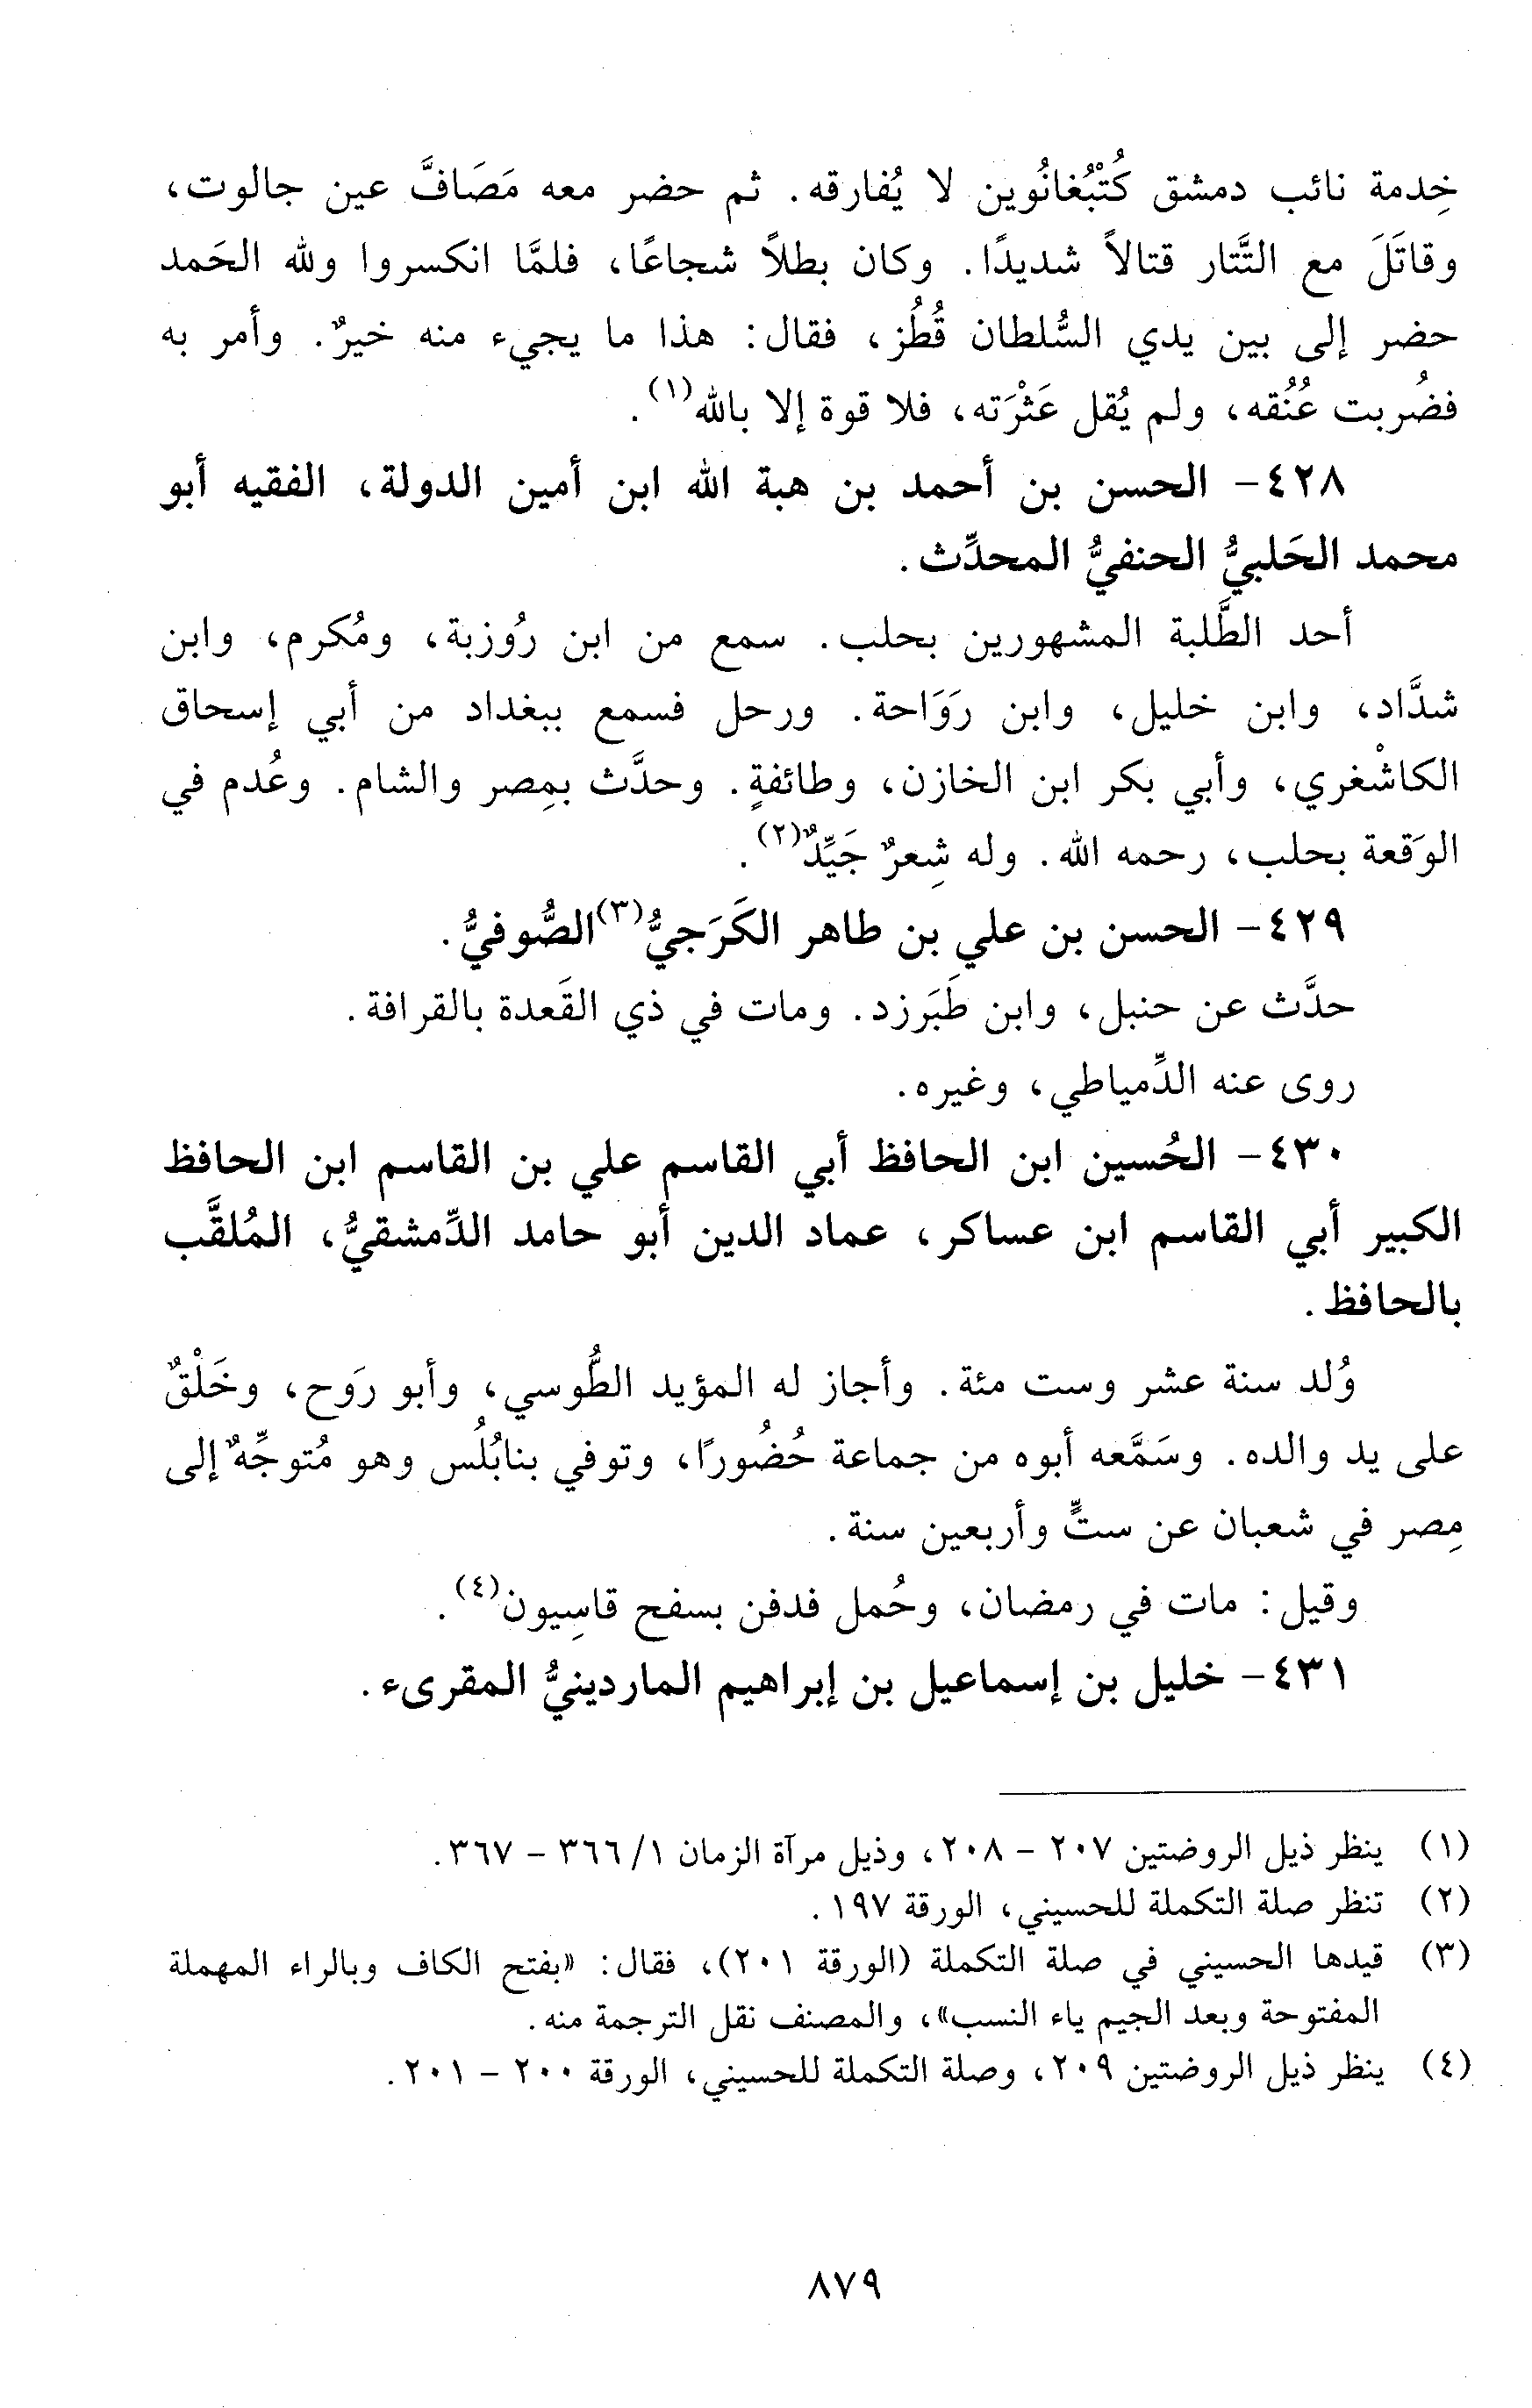 خِدمة نائب دمشق كُتْبُغانُوين لا يُفارقه. ثم حضر معه مَصَافَّ عين جالوت،
وقاتَلَ مع التَّتار قتالاً شديدًا. وكان بطلاً شجاعًا، فلمَّا انكسروا ولله الحَمد
حضر إلى بين يدي السُّلطان قُطُز، فقال: هذا ما يجيء منه خيرٌ. وأمر به
فضُربت عُنُقه، ولم يُقل عَثْرَته، فلا قوة إلا بالله(١).
٤٢٨- الحسن بن أحمد بن هبة الله ابن أمين الدولة، الفقيه أبو
محمد الحَلبيُّ الحنفيُّ المحدِّث.
أحد الطَّلبة المشهورين بحلب. سمع من ابن رُوزبة، ومُكرم، وابن
شدَّاد، وابن خليل، وابن رَوَاحة. ورحل فسمع ببغداد من أبي إسحاق
الكاشْغري، وأبي بكر ابن الخازن، وطائفةٍ. وحدَّث بمِصر والشام. وعُدم في
الوَقعة بحلب، رحمه الله. وله شِعرٌ جَيِّدٌ(٢).
٤٢٩- الحسن بن علي بن طاهر الكَرَجيُّ(٣) الصُّوفيُّ.
حدَّث عن حنبل، وابن طَبَرزد. ومات في ذي القَعدة بالقرافة.
روى عنه الدِّمياطي، وغيره.
٤٣٠- الحُسين ابن الحافظ أبي القاسم علي بن القاسم ابن الحافظ
الكبير أبي القاسم ابن عساكر، عماد الدين أبو حامد الدِّمشقيُّ، المُلقَّب
بالحافظ.
وُلد سنة عشر وست مئة. وأجاز له المؤيد الطُّوسي، وأبو رَوح، وخَلْقٌ
على يد والده. وسَمَّعه أبوه من جماعة حُضُورًا، وتوفي بنابُلُس وهو مُتوجِّهٌ إلى
مِصر في شعبان عن ستٍّ وأربعين سنة.
وقيل: مات في رمضان، وحُمل فدفن بسفح قاسِيون(٤).
٤٣١- خليل بن إسماعيل بن إبراهيم الماردينيُّ المقرىء.
(١) ينظر ذيل الروضتين ٢٠٧ - ٢٠٨، وذيل مرآة الزمان ١/ ٣٦٦ - ٣٦٧.
(٢) تنظر صلة التكملة للحسيني، الورقة ١٩٧.
(٣) قيدها الحسيني في صلة التكملة (الورقة ٢٠١)، فقال: «بفتح الكاف وبالراء المهملة
المفتوحة وبعد الجيم ياء النسب»، والمصنف نقل الترجمة منه.
(٤) ينظر ذيل الروضتين ٢٠٩، وصلة التكملة للحسيني، الورقة ٢٠٠ - ٢٠١.
٨٧٩